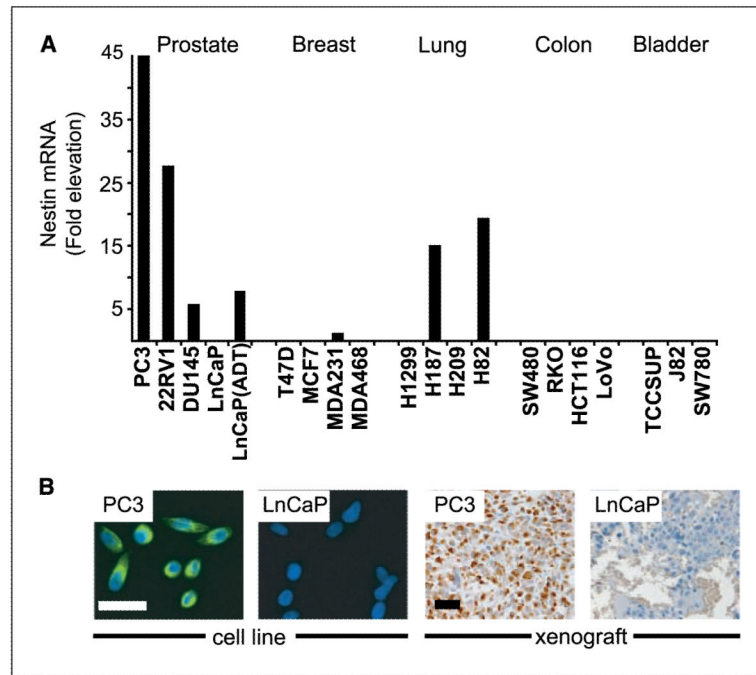 A
Prostate Breast Lung Colon Bladder
Nestin mRNA
(Fold elevation)
45
35
25
15
5
PC3
22RV1
DU145
LnCaP
LnCaP(ADT)
T47D
MCF7
MDA231
MDA468
H1299
H187
H209
H82
SW480
RKO
HCT116
LoVo
TCCSUP
J82
SW780
B
PC3 LnCaP PC3 LnCaP
cell line xenograft